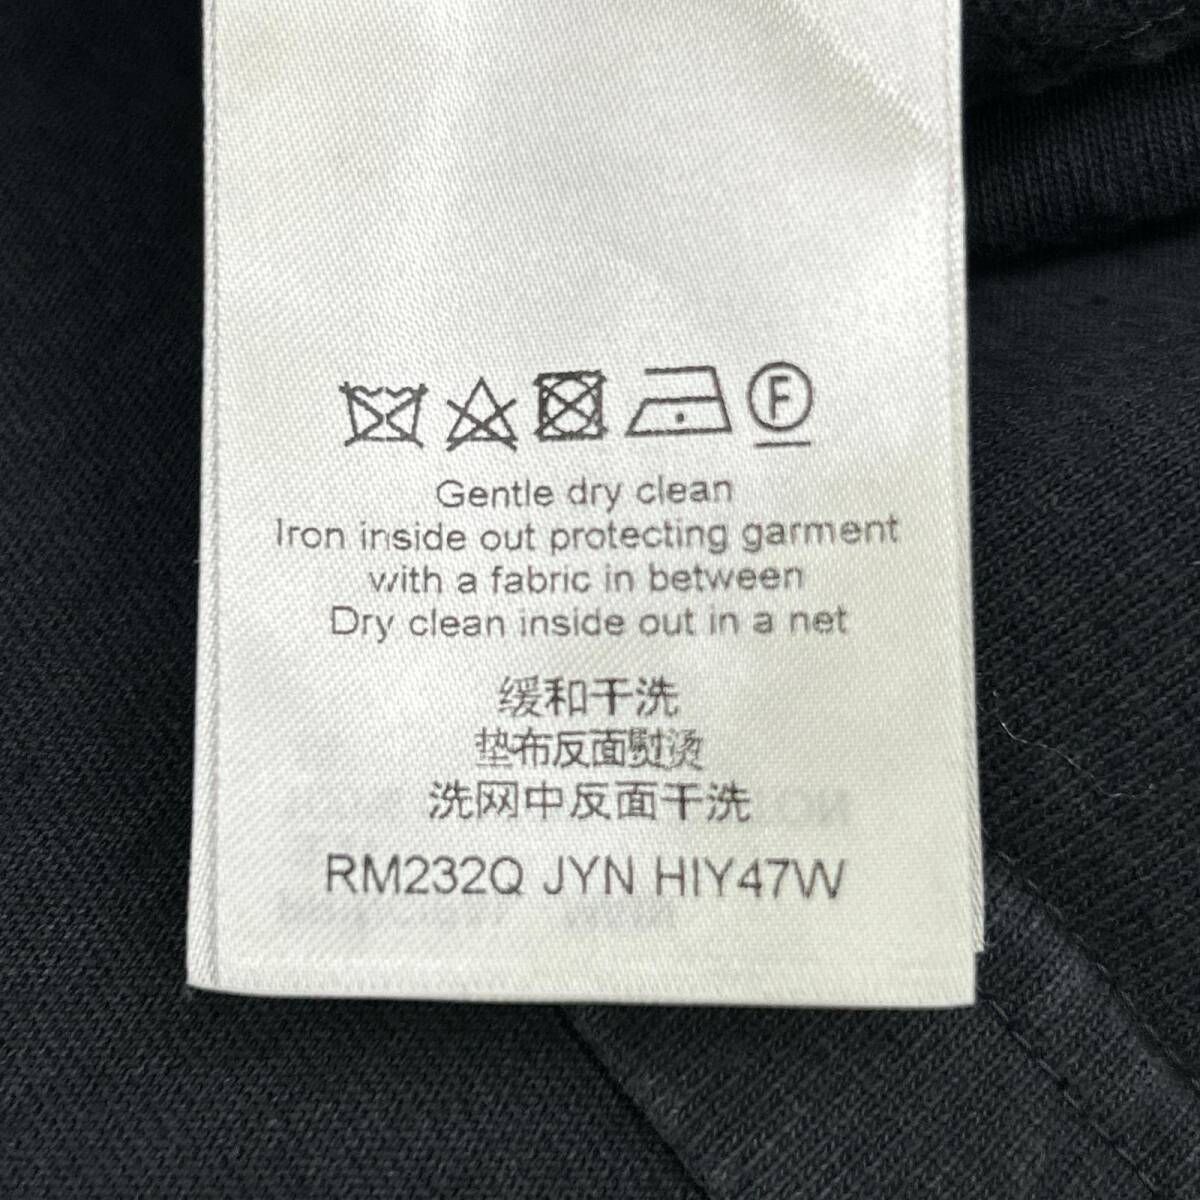 F
Gentle dry clean
Iron inside out protecting garment
with a fabric in between
Dry clean inside out in a net
缓和干洗
垫布反面熨烫
洗网中反面干洗
RM232Q JYN HIY47W